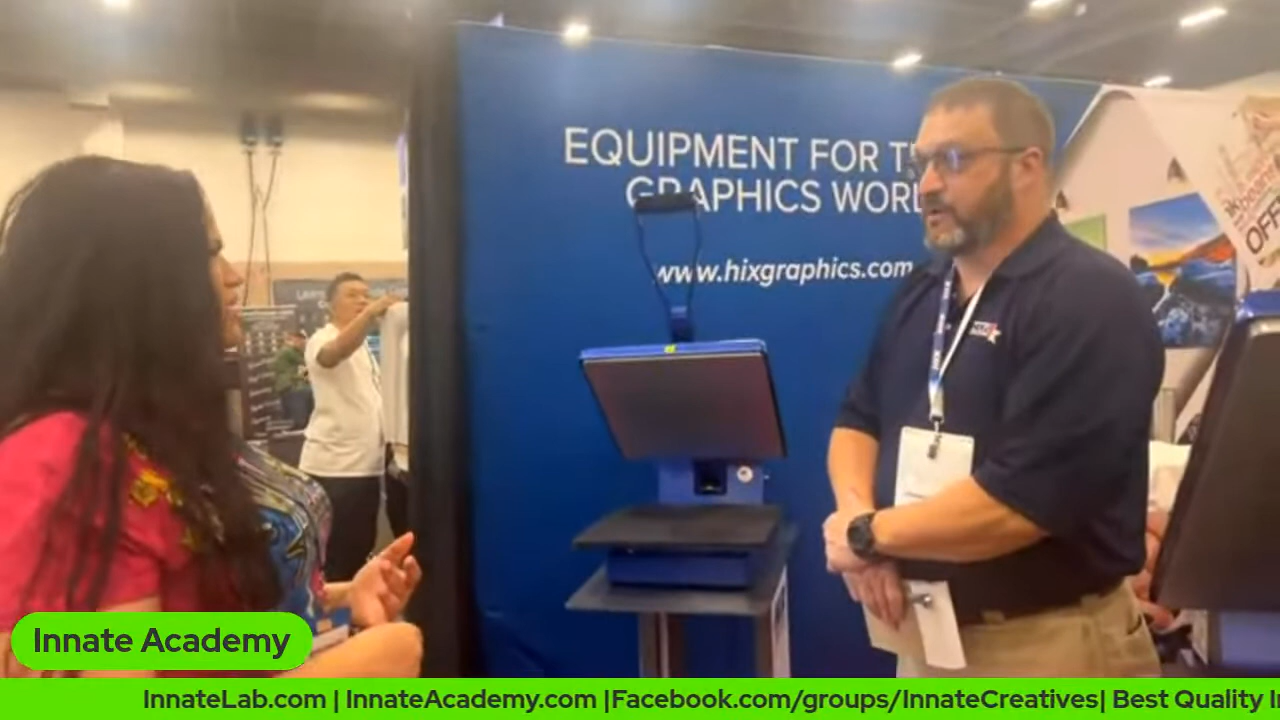 EQUIPMENT FOR T
GRAPHICS WORL
www.hixgraphics.com
OFF
Innate Academy
InnateLab.com | InnateAcademy.com |Facebook.com/groups/InnateCreatives| Best Quality I